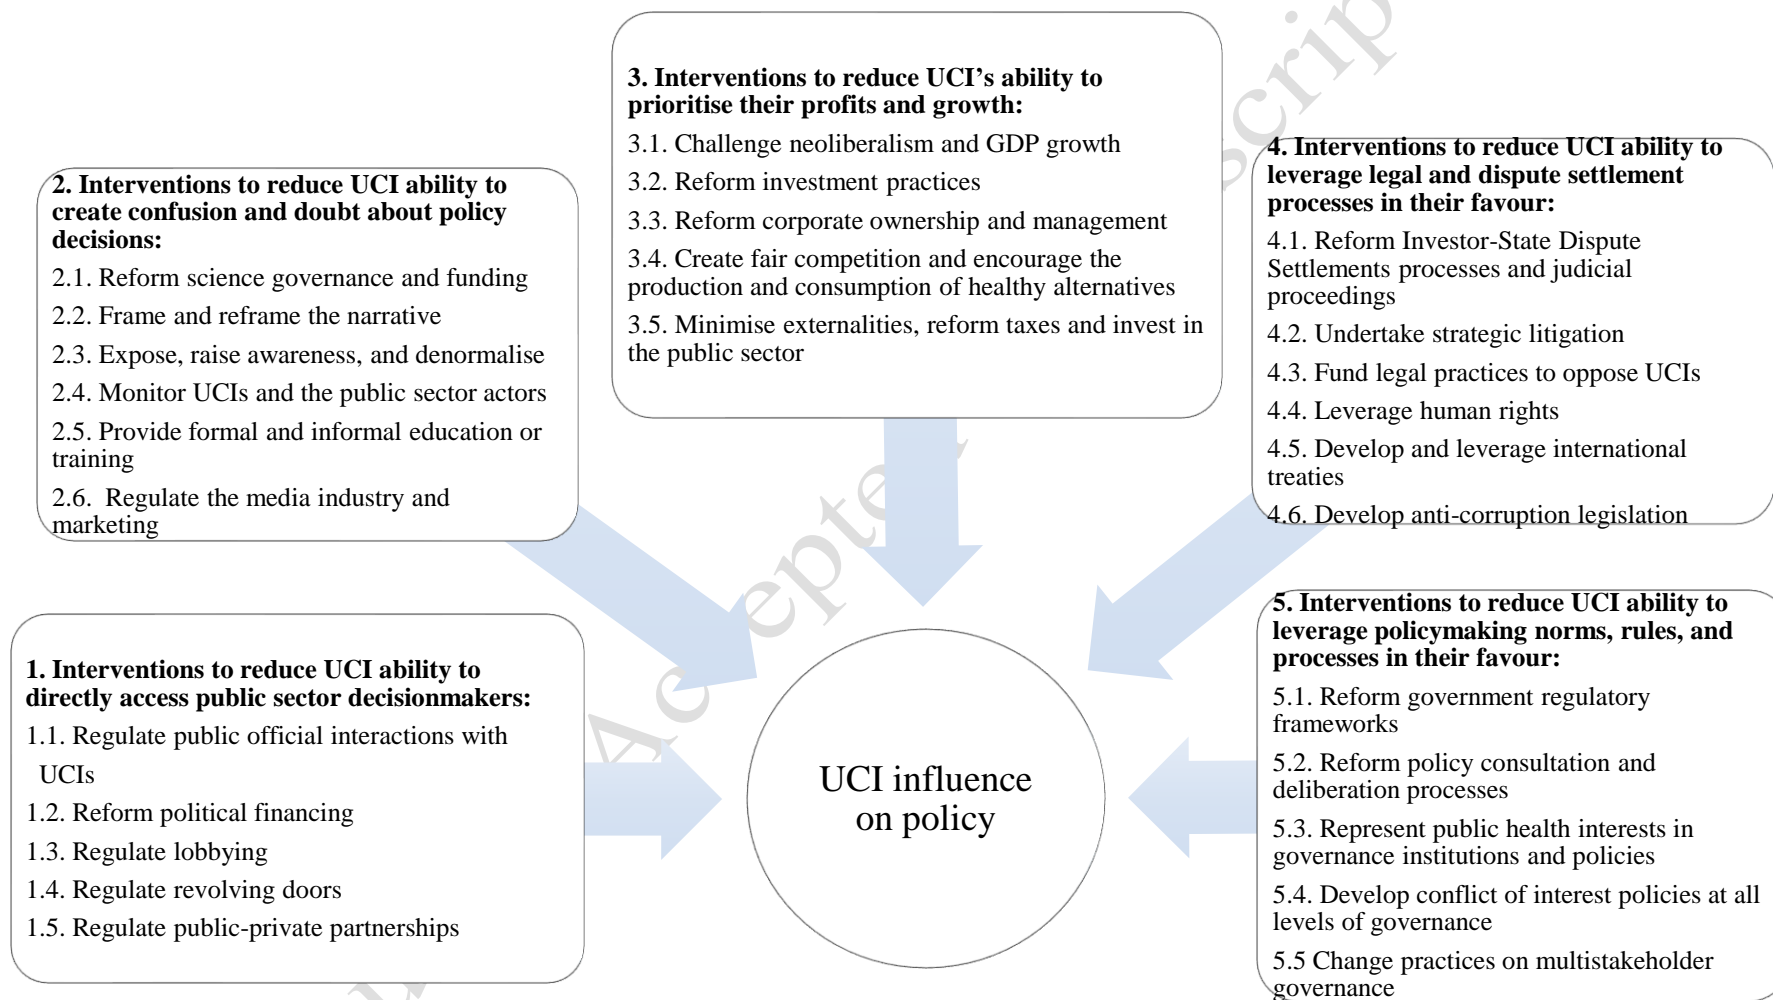 3. Interventions to reduce UCI’s ability to
prioritise their profits and growth:
3.1. Challenge neoliberalism and GDP growth
3.2. Reform investment practices
3.3. Reform corporate ownership and management
3.4. Create fair competition and encourage the
production and consumption of healthy alternatives
3.5. Minimise externalities, reform taxes and invest in
the public sector
2. Interventions to reduce UCI ability to
create confusion and doubt about policy
decisions:
2.1. Reform science governance and funding
2.2. Frame and reframe the narrative
2.3. Expose, raise awareness, and denormalise
2.4. Monitor UCIs and the public sector actors
2.5. Provide formal and informal education or
training
2.6.  Regulate the media industry and
marketing
4. Interventions to reduce UCI ability to
leverage legal and dispute settlement
processes in their favour:
4.1. Reform Investor-State Dispute
Settlements processes and judicial
proceedings
4.2. Undertake strategic litigation
4.3. Fund legal practices to oppose UCIs
4.4. Leverage human rights
4.5. Develop and leverage international
treaties
4.6. Develop anti-corruption legislation
1. Interventions to reduce UCI ability to
directly access public sector decisionmakers:
1.1. Regulate public official interactions with
UCIs
1.2. Reform political financing
1.3. Regulate lobbying
1.4. Regulate revolving doors
1.5. Regulate public-private partnerships
UCI influence
on policy
5. Interventions to reduce UCI ability to
leverage policymaking norms, rules, and
processes in their favour:
5.1. Reform government regulatory
frameworks
5.2. Reform policy consultation and
deliberation processes
5.3. Represent public health interests in
governance institutions and policies
5.4. Develop conflict of interest policies at all
levels of governance
5.5 Change practices on multistakeholder
governance
Accepted